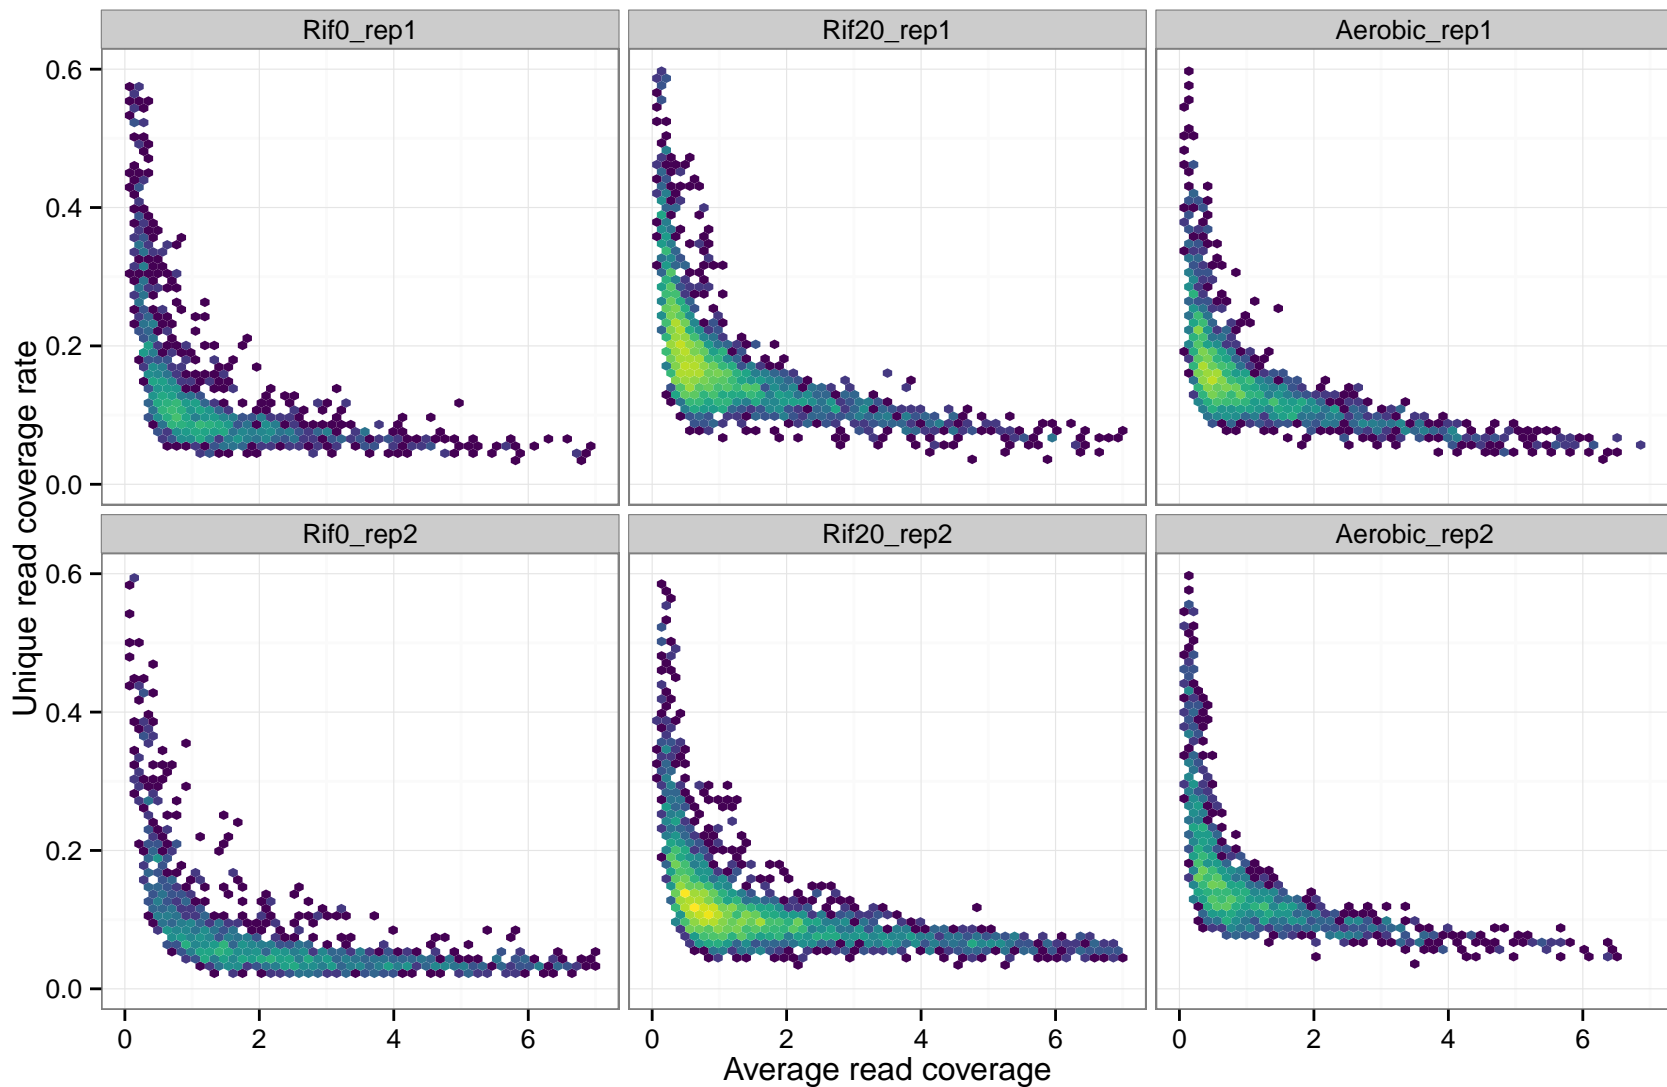 Rif0_rep1
Rif20_rep1
Aerobic_rep1
0.6
0.4
0.2
0.0
Unique read coverage rate
Rif0_rep2
Rif20_rep2
Aerobic_rep2
0.6
0.4
0.2
0.0
0 2 4 6 0 2 4 6 0 2 4 6
Average read coverage